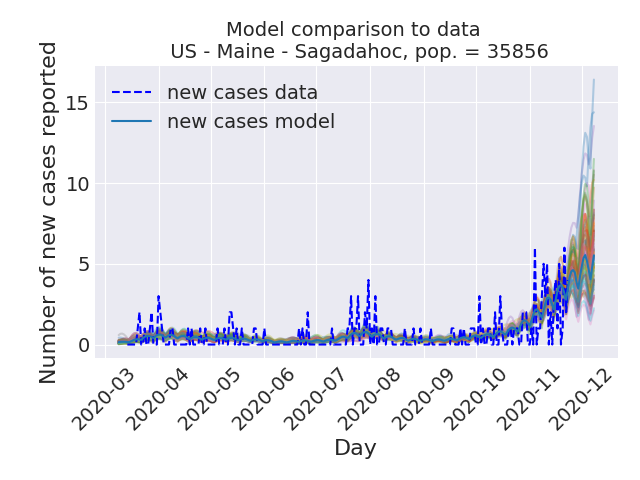 Model comparison to data
US - Maine - Sagadahoc, pop. = 35856
new cases data
new cases model
Number of new cases reported
15
10
5
0
2020-03
2020-04
2020-05
2020-06
2020-07
2020-08
2020-09
2020-10
2020-11
2020-12
Day